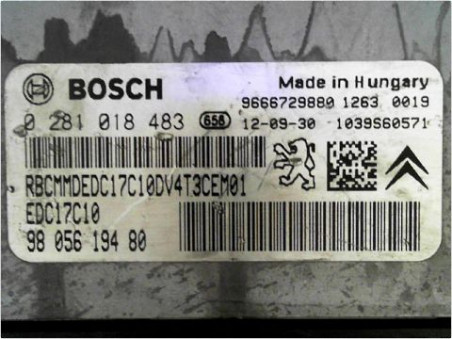 BOSCH
Made in Hungary
9666729880 1263 0019
0 281 018 483 658 12-09-30 1039S60571
RBCMMDEDC17C10DV4T3CEM01
EDC17C10
98 056 194 80